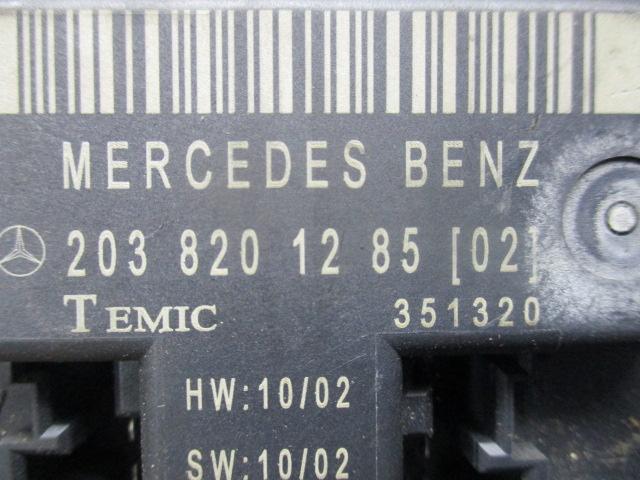 MERCEDES BENZ
203 820 12 85 [02]
TEMIC 351320
HW:10/02
SW:10/02